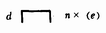 d n × (e)